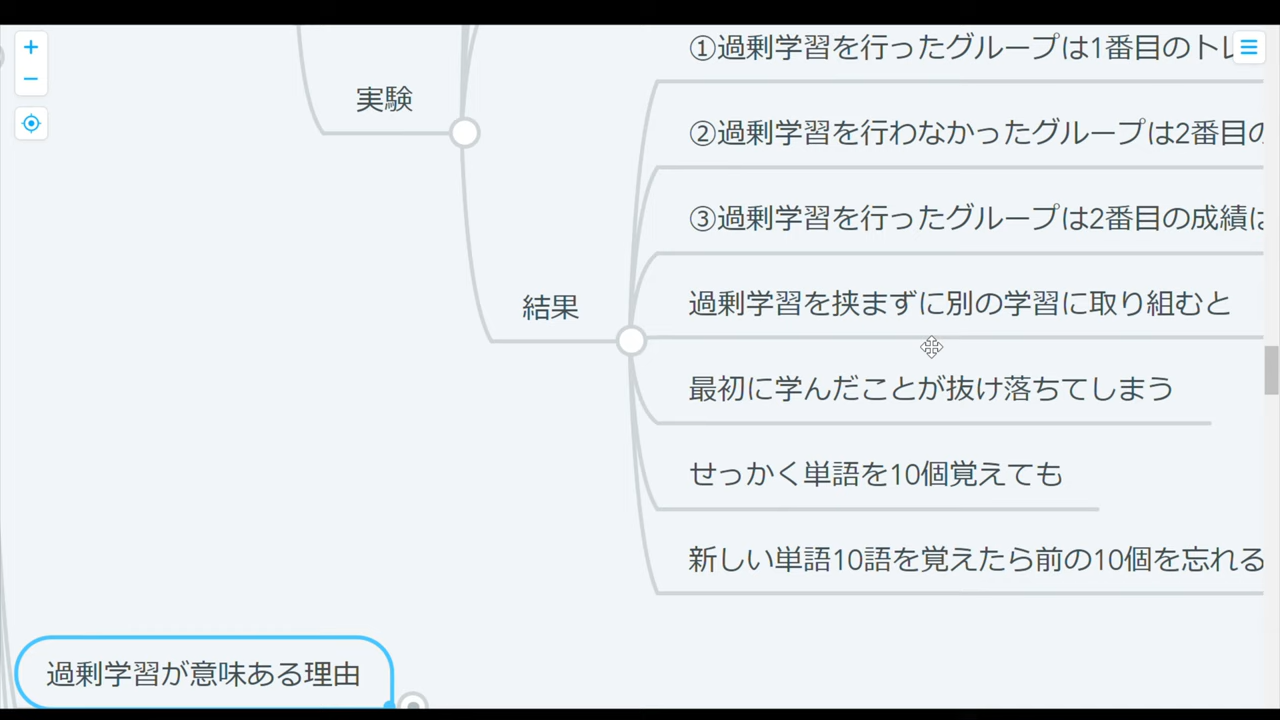 ①過剰学習を行ったグループは1番目のトレ
実験
②過剰学習を行わなかったグループは2番目の
③過剰学習を行ったグループは2番目の成績は
結果
過剰学習を挟まずに別の学習に取り組むと
最初に学んだことが抜け落ちてしまう
せっかく単語を10個覚えても
新しい単語10語を覚えたら前の10個を忘れる
過剰学習が意味ある理由